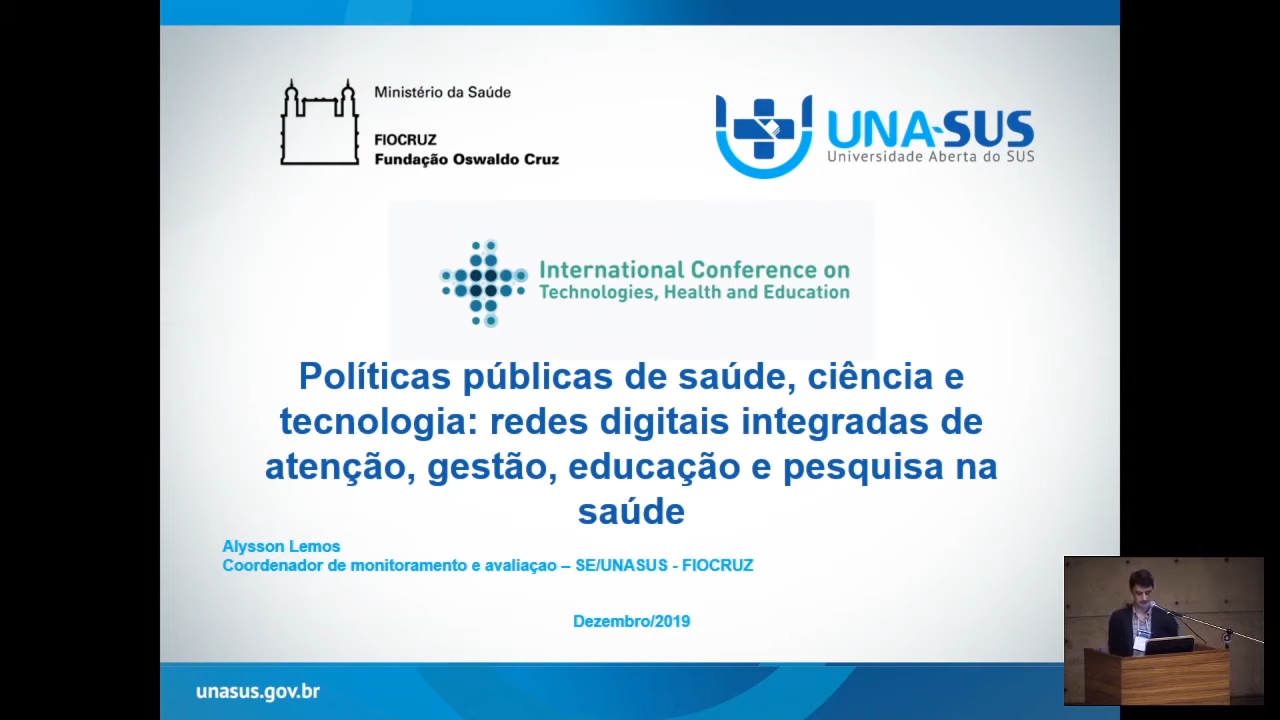 Ministério da Saúde
FIOCRUZ
Fundação Oswaldo Cruz
UNA-SUS
Universidade Aberta do SUS
International Conference on
Technologies, Health and Education
Políticas públicas de saúde, ciência e
tecnologia: redes digitais integradas de
atenção, gestão, educação e pesquisa na
saúde
Alysson Lemos
Coordenador de monitoramento e avaliaçao – SE/UNASUS - FIOCRUZ
Dezembro/2019
unasus.gov.br